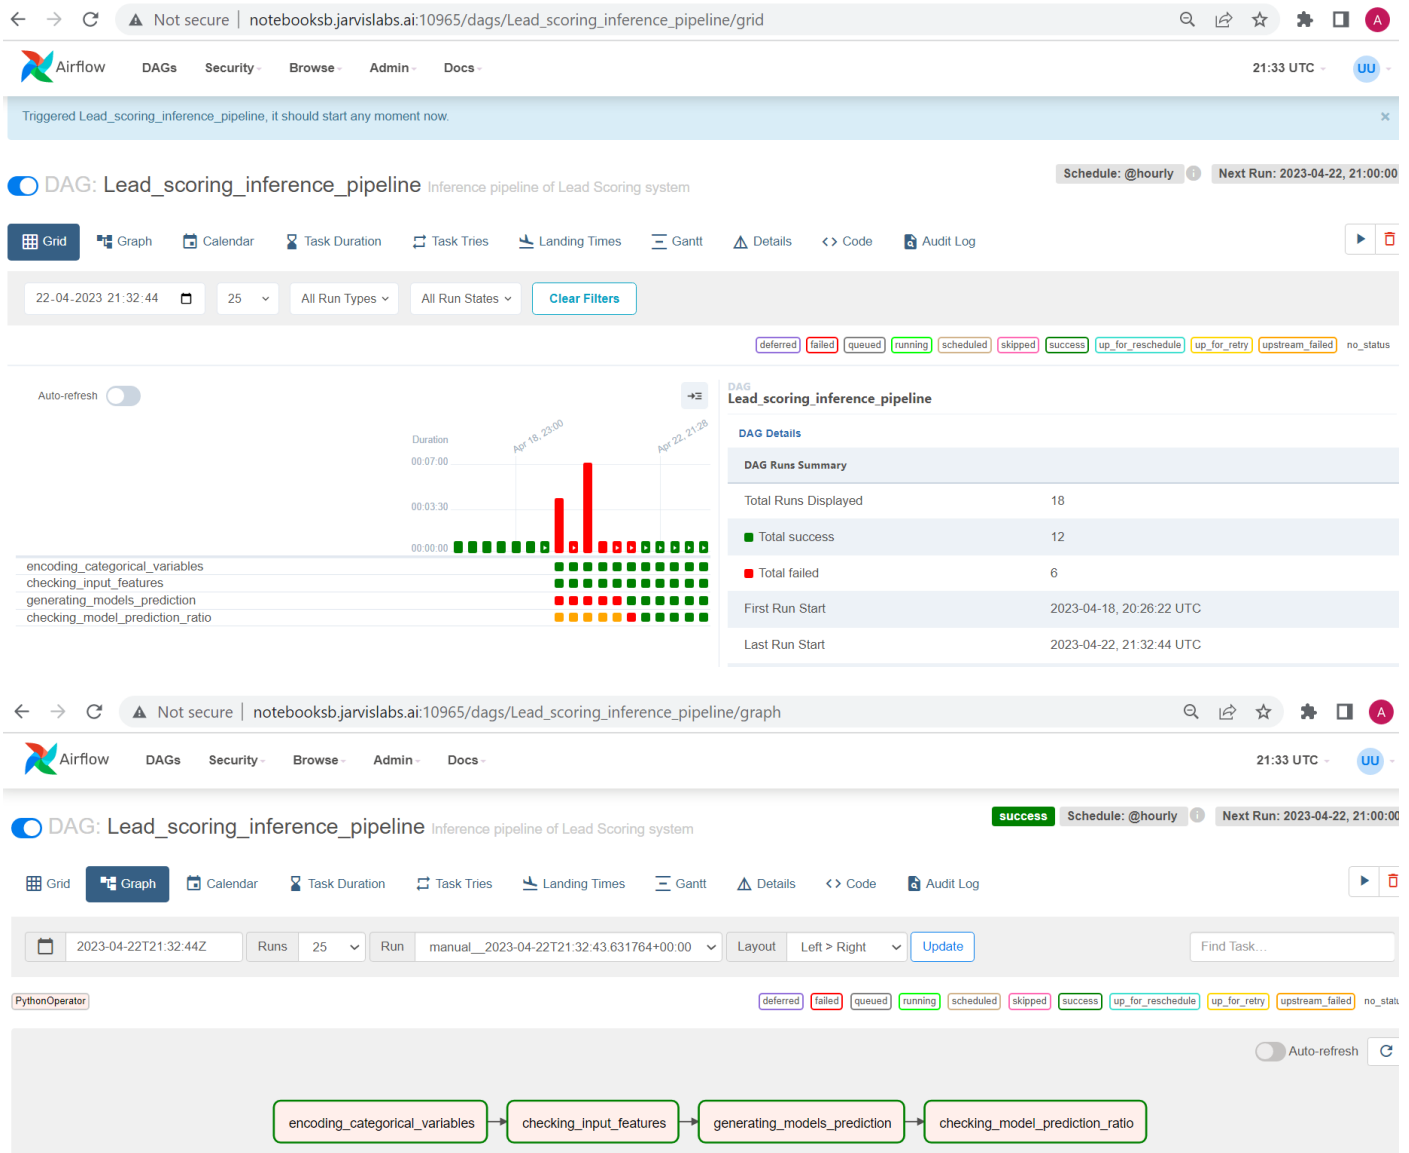 Not secure | notebooksb.jarvislabs.ai:10965/dags/Lead_scoring_inference_pipeline/grid A
Airflow DAGs Security Browse Admin Docs 21:33 UTC UU
Triggered Lead_scoring_inference_pipeline, it should start any moment now. ×
Schedule: @hourly i Next Run: 2023-04-22, 21:00:00
DAG: Lead_scoring_inference_pipeline Inference pipeline of Lead Scoring system
Grid Graph Calendar Task Duration Task Tries Landing Times Gantt Details <> Code Audit Log
22-04-2023 21:32:44 25 All Run Types All Run States Clear Filters
deferred failed queued running scheduled skipped success up_for_reschedule up_for_retry upstream_failed no_status
Auto-refresh
DAG
Lead_scoring_inference_pipeline
DAG Details
Duration Apr 18, 23:00 Apr 22, 21:28
00:07:00
00:03:30
00:00:00
encoding_categorical_variables
checking_input_features
generating_models_prediction
checking_model_prediction_ratio
DAG Runs Summary
Total Runs Displayed 18
Total success 12
Total failed 6
First Run Start 2023-04-18, 20:26:22 UTC
Last Run Start 2023-04-22, 21:32:44 UTC
Not secure | notebooksb.jarvislabs.ai:10965/dags/Lead_scoring_inference_pipeline/graph A
Airflow DAGs Security Browse Admin Docs 21:33 UTC UU
success Schedule: @hourly i Next Run: 2023-04-22, 21:00:00
DAG: Lead_scoring_inference_pipeline Inference pipeline of Lead Scoring system
Grid Graph Calendar Task Duration Task Tries Landing Times Gantt Details <> Code Audit Log
2023-04-22T21:32:44Z Runs 25 Run manual__2023-04-22T21:32:43.631764+00:00 Layout Left > Right Update Find Task...
PythonOperator deferred failed queued running scheduled skipped success up_for_reschedule up_for_retry upstream_failed no_statu
Auto-refresh
encoding_categorical_variables checking_input_features generating_models_prediction checking_model_prediction_ratio